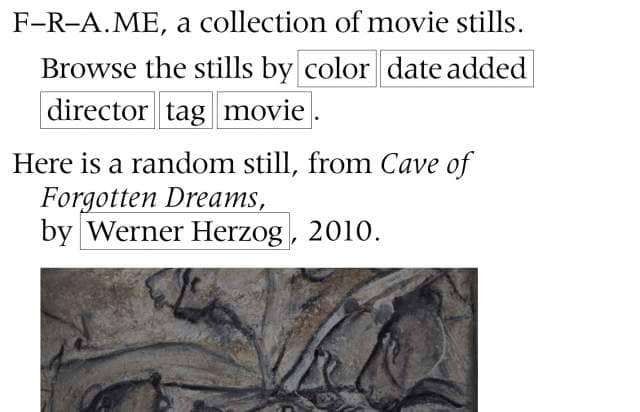 F–R–A.ME, a collection of movie stills.
Browse the stills by color date added
director tag movie.
Here is a random still, from Cave of
Forgotten Dreams,
by Werner Herzog, 2010.